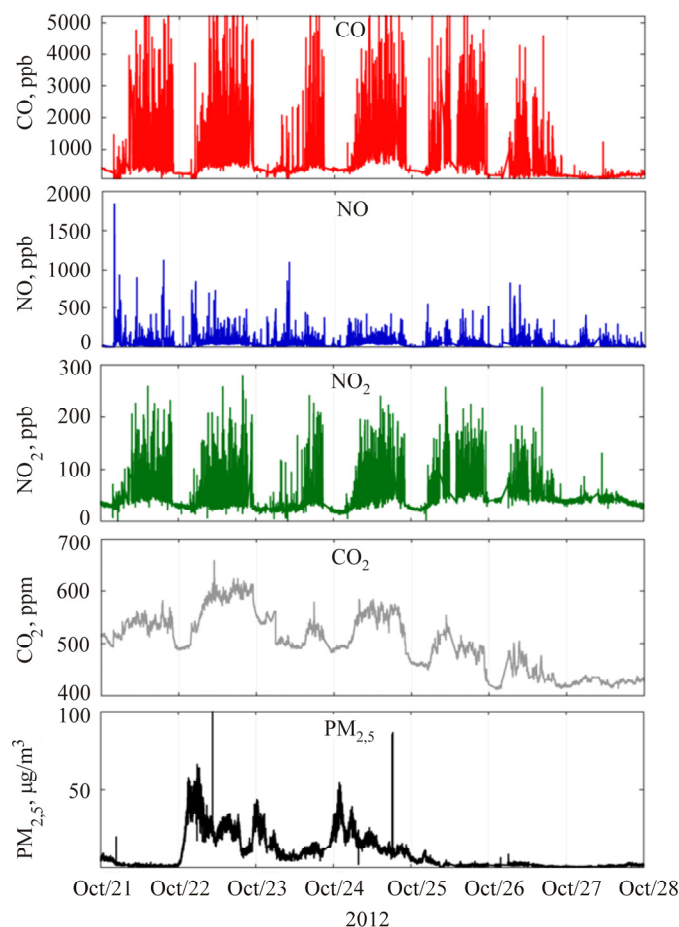 CO
CO, ppb
5000
4000
3000
2000
1000
NO
NO, ppb
2000
1500
1000
500
0
NO2
NO2, ppb
300
200
100
0
CO2
CO2, ppm
700
600
500
400
PM2,5
PM2,5, µg/m3
100
50
Oct/21 Oct/22 Oct/23 Oct/24 Oct/25 Oct/26 Oct/27 Oct/28
2012